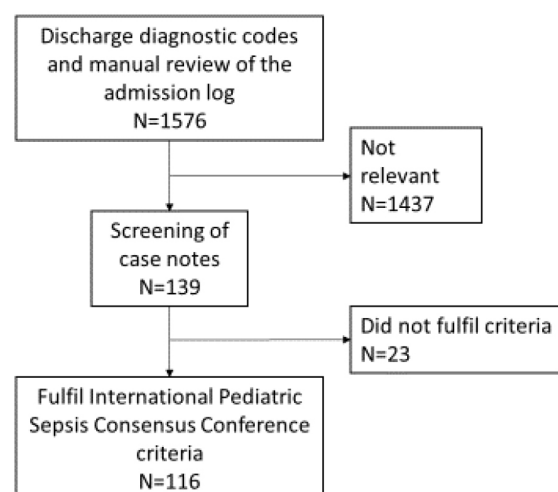 Discharge diagnostic codes
and manual review of the
admission log
N=1576
Not
relevant
N=1437
Screening of
case notes
N=139
Did not fulfil criteria
N=23
Fulfil International Pediatric
Sepsis Consensus Conference
criteria
N=116